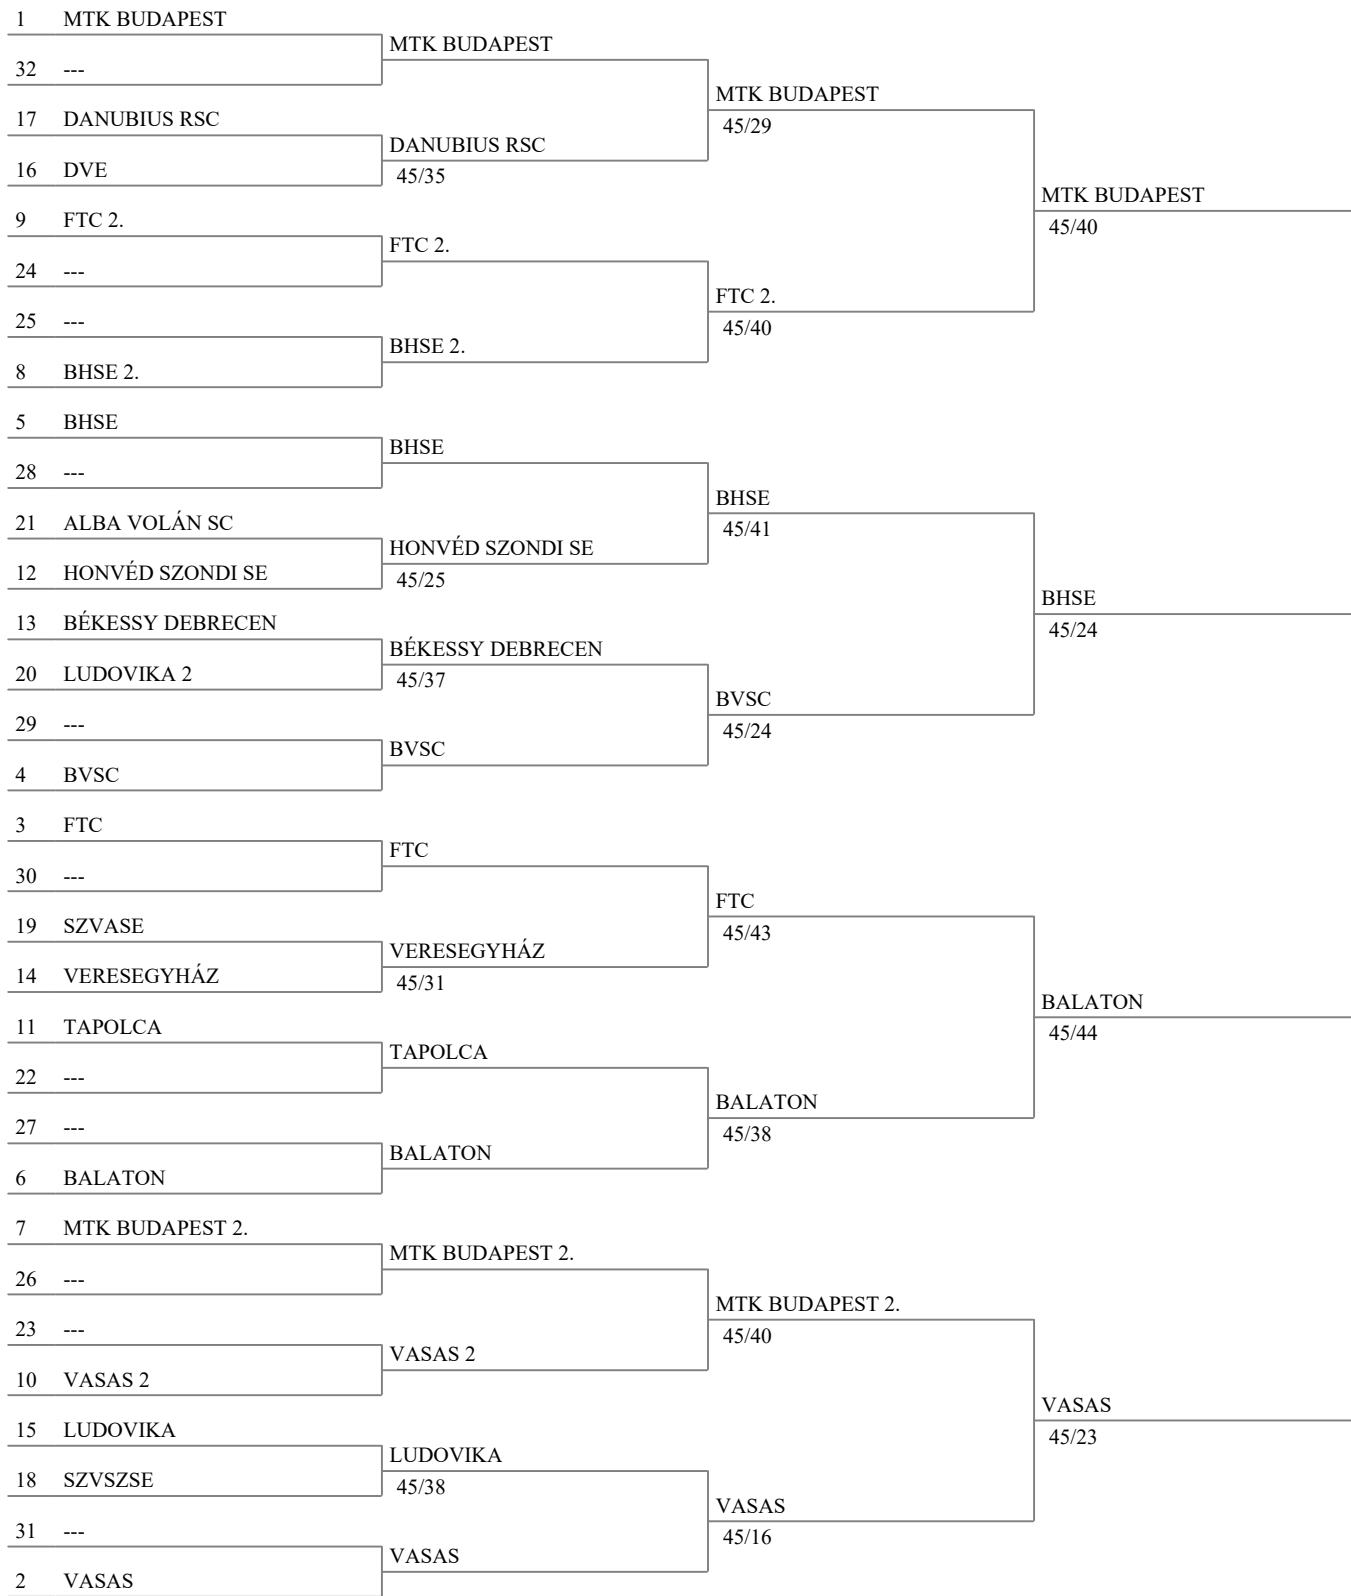 1 MTK BUDAPEST
32 ---
17 DANUBIUS RSC
16 DVE
9 FTC 2.
24 ---
25 ---
8 BHSE 2.
5 BHSE
28 ---
21 ALBA VOLÁN SC
12 HONVÉD SZONDI SE
13 BÉKESSY DEBRECEN
20 LUDOVIKA 2
29 ---
4 BVSC
3 FTC
30 ---
19 SZVASE
14 VERESEGYHÁZ
11 TAPOLCA
22 ---
27 ---
6 BALATON
7 MTK BUDAPEST 2.
26 ---
23 ---
10 VASAS 2
15 LUDOVIKA
18 SZVSZSE
31 ---
2 VASAS
MTK BUDAPEST
DANUBIUS RSC
45/35
FTC 2.
BHSE 2.
BHSE
HONVÉD SZONDI SE
45/25
BÉKESSY DEBRECEN
45/37
BVSC
FTC
VERESEGYHÁZ
45/31
TAPOLCA
BALATON
MTK BUDAPEST 2.
VASAS 2
LUDOVIKA
45/38
VASAS
MTK BUDAPEST
45/29
FTC 2.
45/40
BHSE
45/41
BVSC
45/24
FTC
45/43
BALATON
45/38
MTK BUDAPEST 2.
45/40
VASAS
45/16
MTK BUDAPEST
45/40
BHSE
45/24
BALATON
45/44
VASAS
45/23